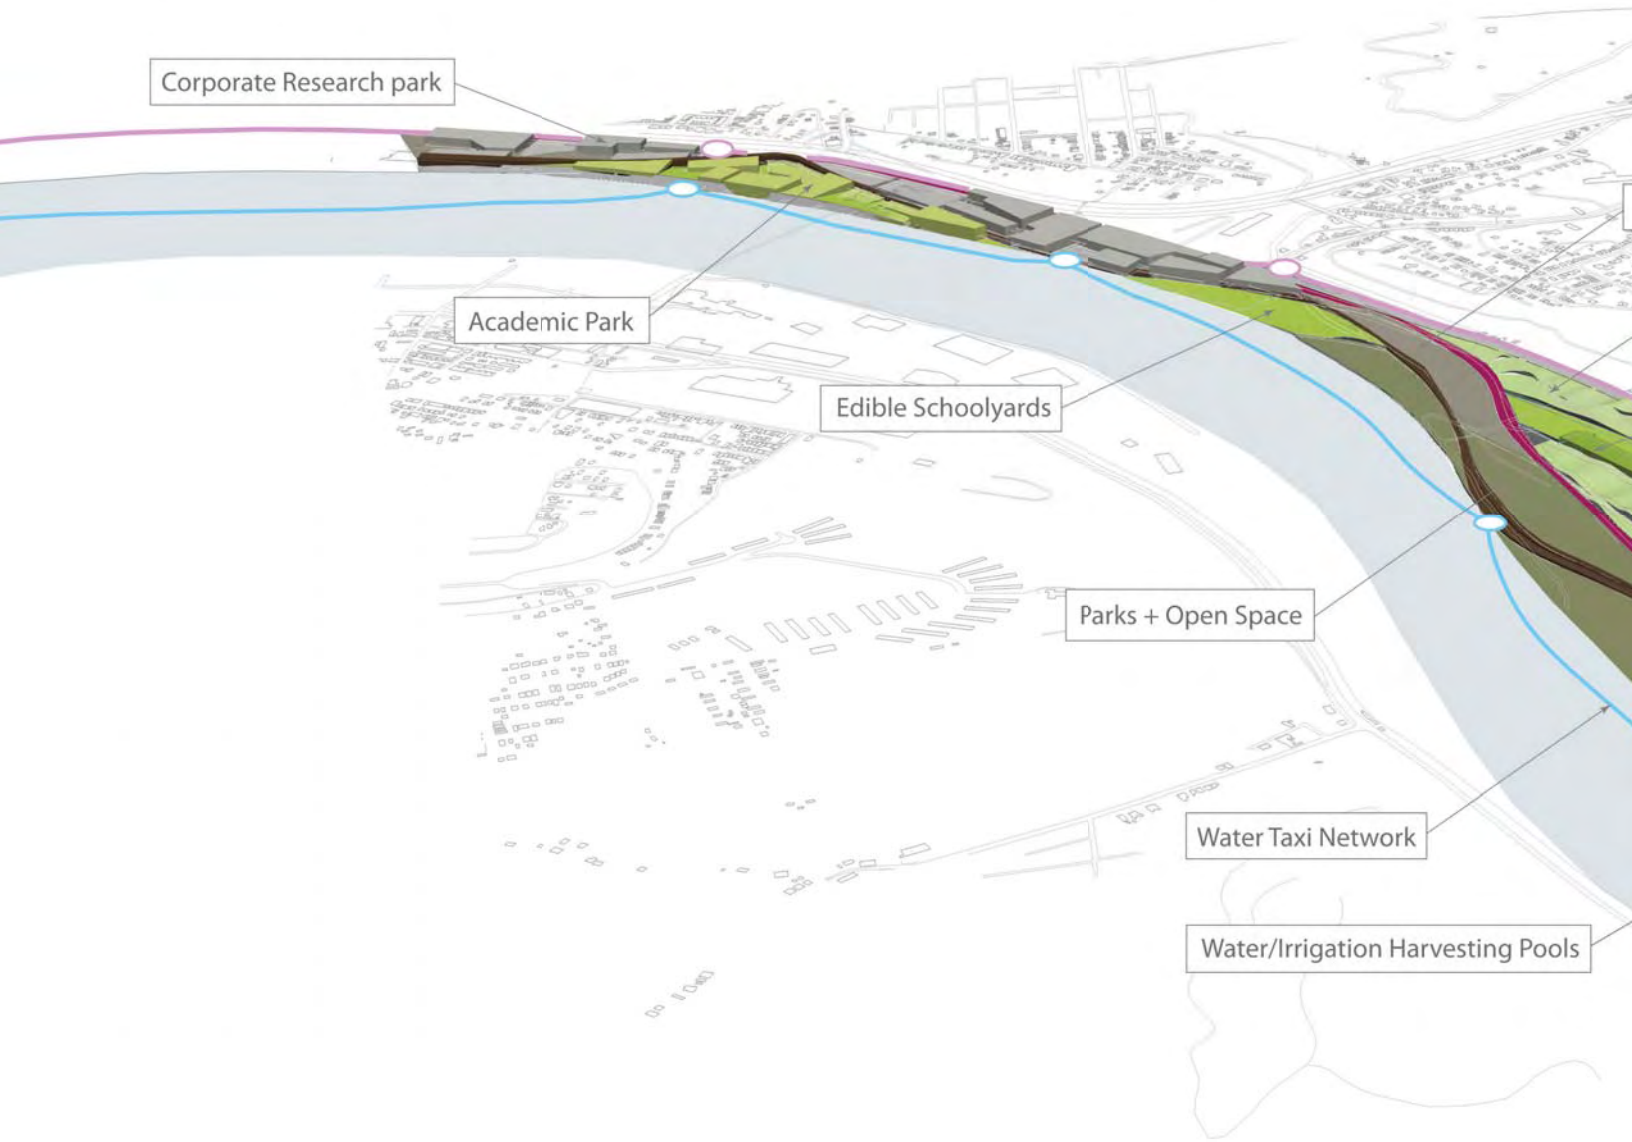 Corporate Research park
Academic Park
Edible Schoolyards
Parks + Open Space
Water Taxi Network
Water/Irrigation Harvesting Pools